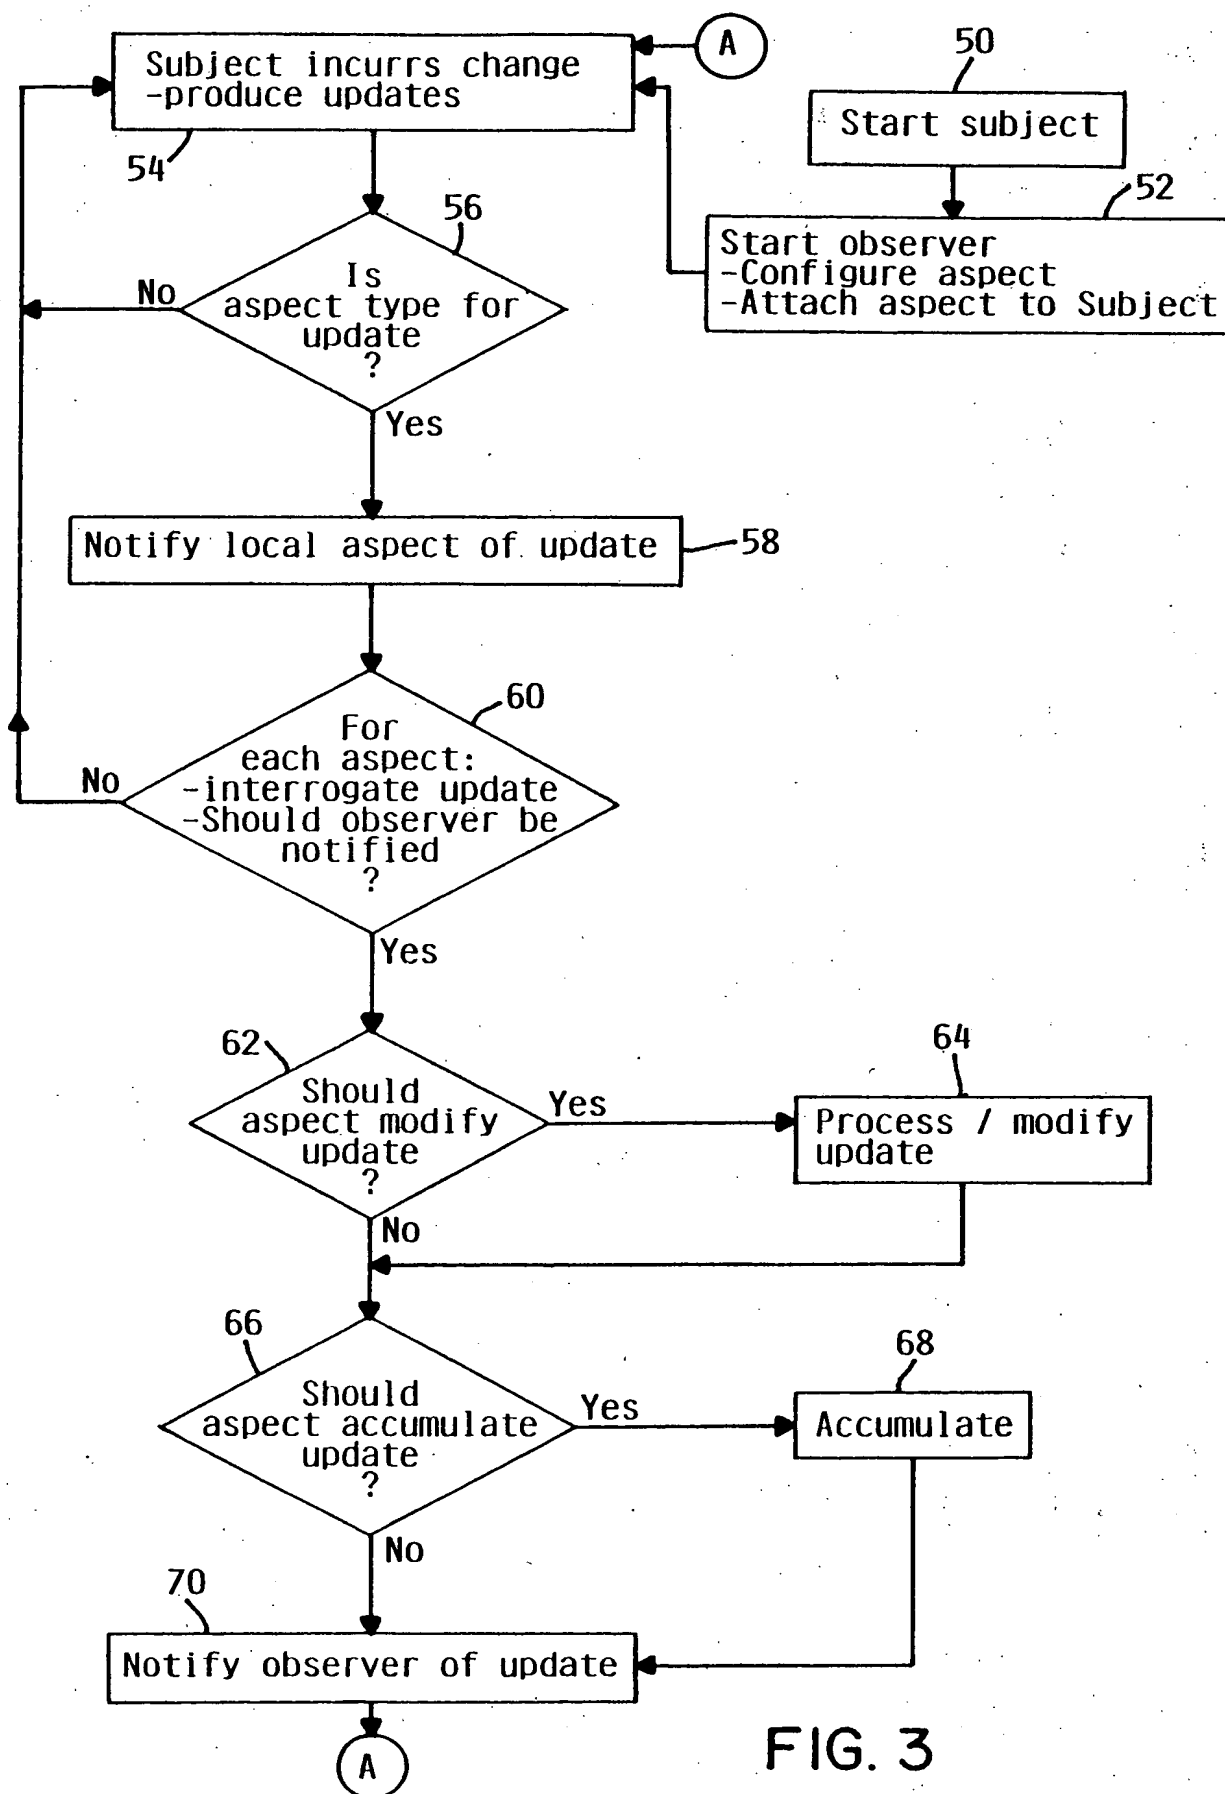 A
50
Subject incurrs change
-produce updates
Start subject
54
52
56
Start observer
-Configure aspect
-Attach aspect to Subject
Is
aspect type for
update
?
No
Yes
Notify local aspect of update
58
60
For
each aspect:
-interrogate update
-Should observer be
notified
?
No
Yes
62
64
Should
aspect modify
update
?
Yes
Process / modify
update
No
66
68
Should
aspect accumulate
update
?
Yes
Accumulate
No
70
Notify observer of update
A
FIG. 3